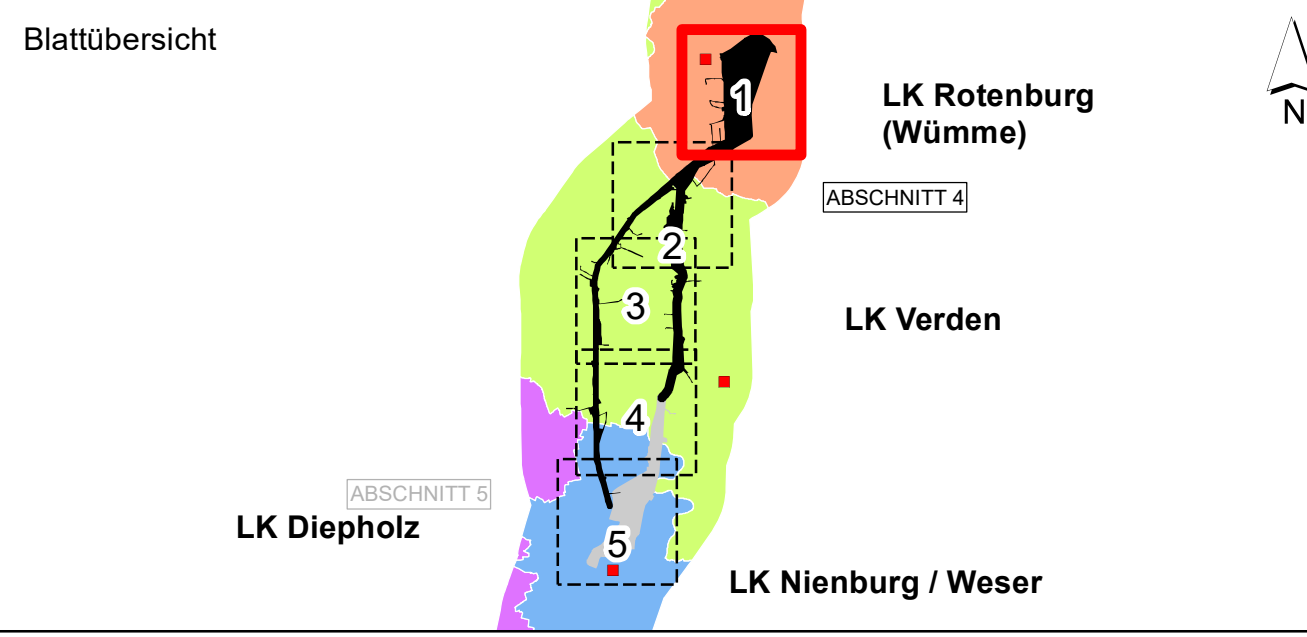 Blattübersicht
1
LK Rotenburg
(Wümme)
N
ABSCHNITT 4
2
3
LK Verden
4
ABSCHNITT 5
LK Diepholz
5
LK Nienburg / Weser